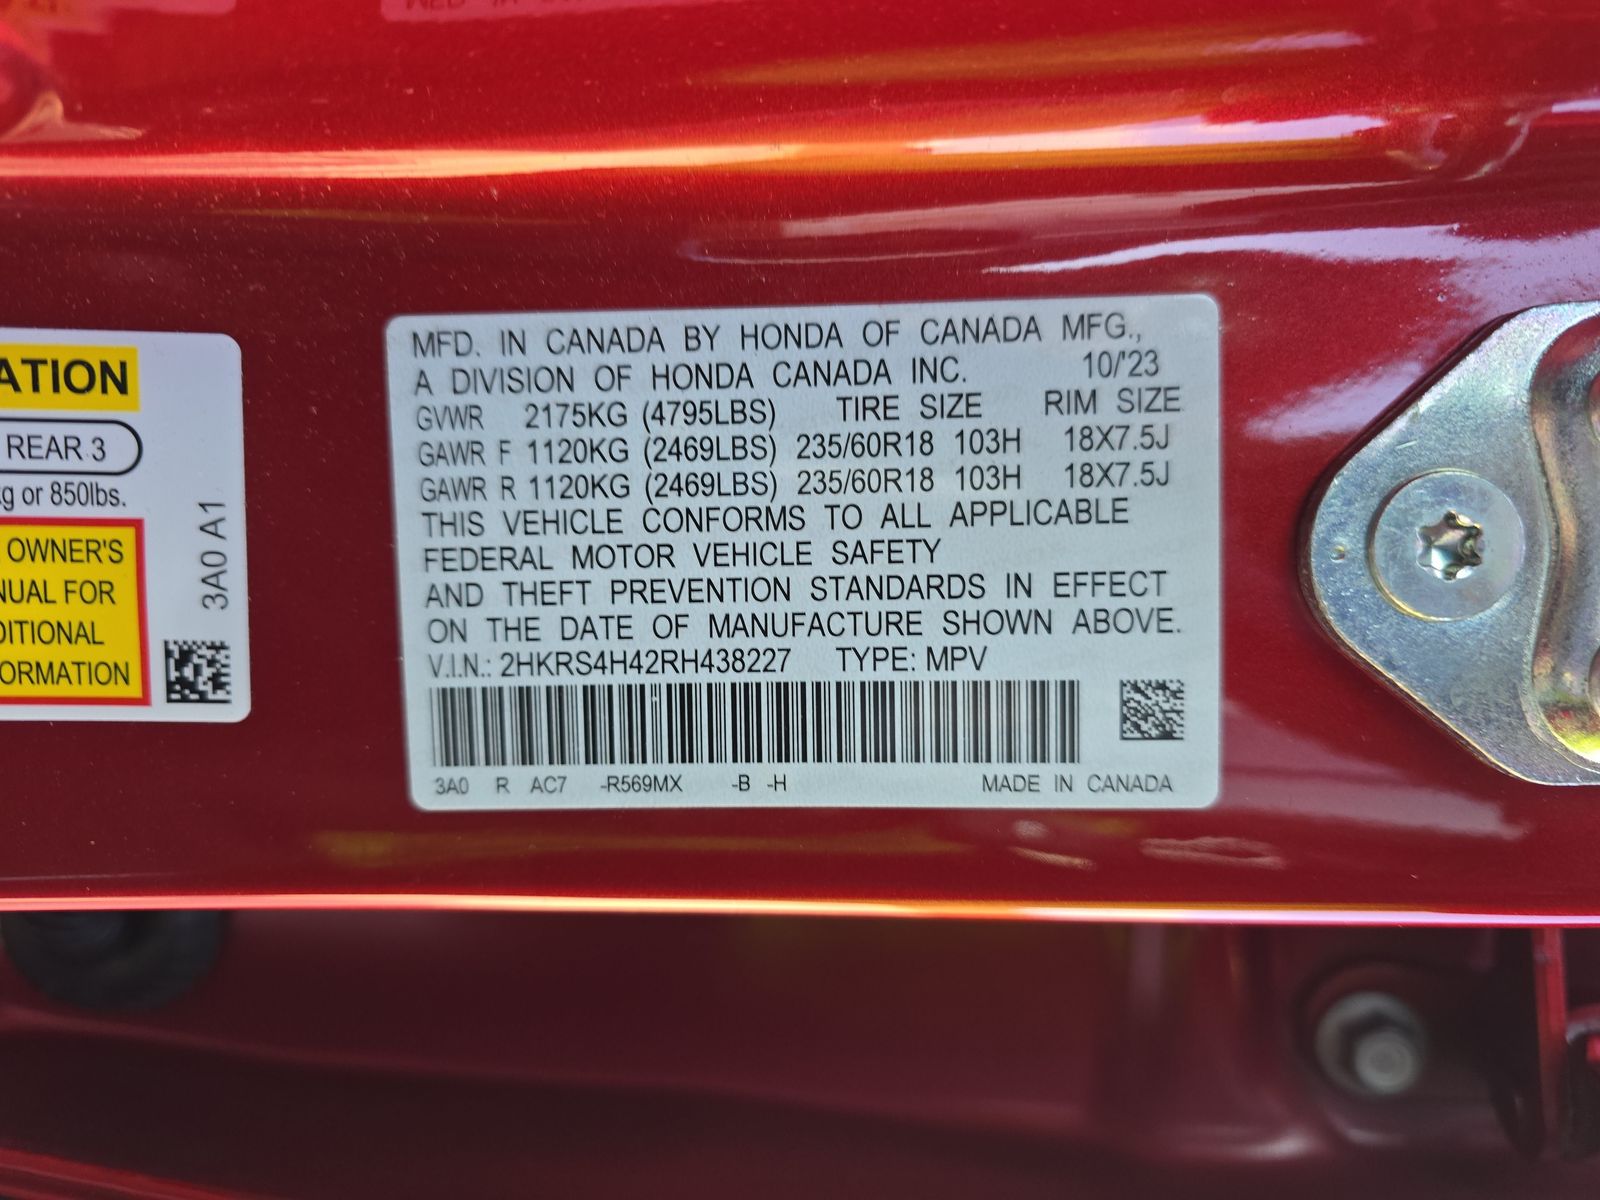 ATION
REAR 3
kg or 850lbs.
OWNER'S
NUAL FOR
DITIONAL
ORMATION
3A0 A1
MFD. IN CANADA BY HONDA OF CANADA MFG.,
A DIVISION OF HONDA CANADA INC. 10/'23
GVWR 2175KG (4795LBS) TIRE SIZE RIM SIZE
GAWR F 1120KG (2469LBS) 235/60R18 103H 18X7.5J
GAWR R 1120KG (2469LBS) 235/60R18 103H 18X7.5J
THIS VEHICLE CONFORMS TO ALL APPLICABLE
FEDERAL MOTOR VEHICLE SAFETY
AND THEFT PREVENTION STANDARDS IN EFFECT
ON THE DATE OF MANUFACTURE SHOWN ABOVE.
V.I.N.: 2HKRS4H42RH438227 TYPE: MPV
3A0 R AC7 -R569MX -B -H MADE IN CANADA